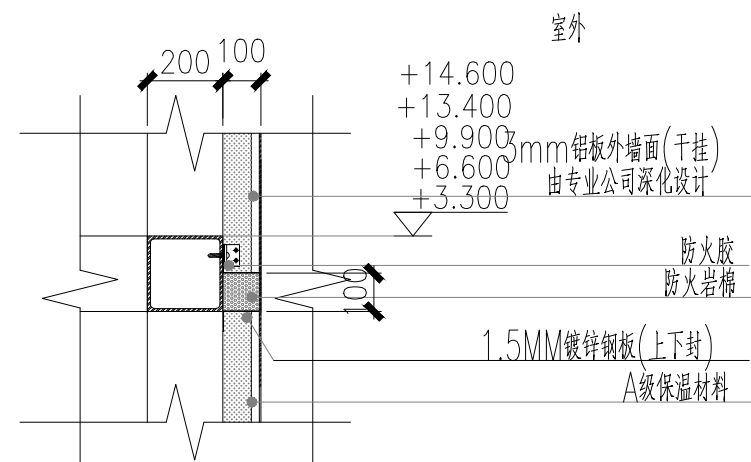 室外
200
100
+14.600
+13.400
+9.900
+6.600
+3.300
3mm铝板外墙面(干挂)
由专业公司深化设计
防火胶
防火岩棉
100
1.5MM镀锌钢板(上下封)
A级保温材料